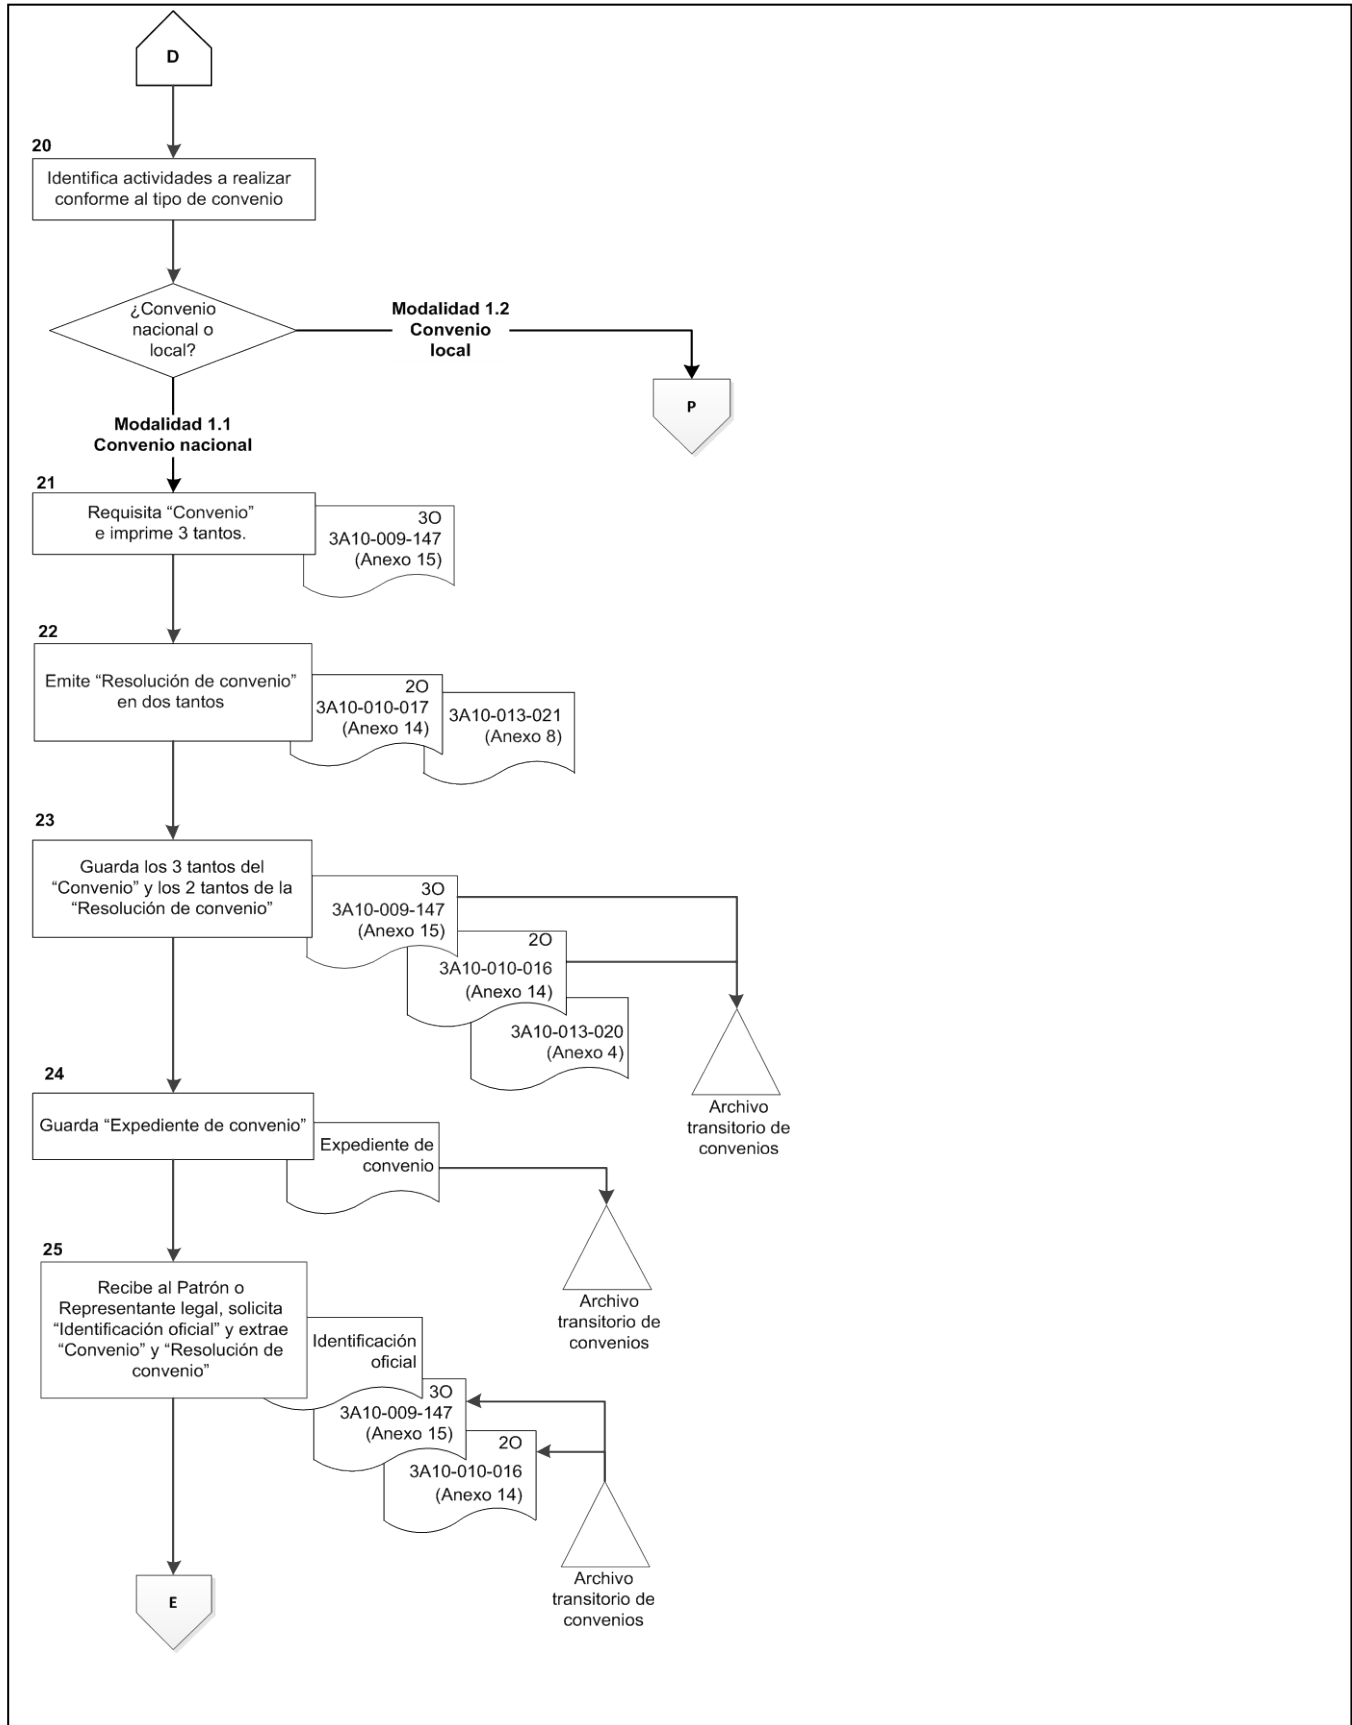 D
20
Identifica actividades a realizar
conforme al tipo de convenio
¿Convenio
nacional o
local?
Modalidad 1.2
Convenio
local
P
Modalidad 1.1
Convenio nacional
21
Requisita “Convenio”
e imprime 3 tantos.
3O
3A10-009-147
(Anexo 15)
22
Emite “Resolución de convenio”
en dos tantos
2O
3A10-010-017
(Anexo 14)
3A10-013-021
(Anexo 8)
23
Guarda los 3 tantos del
“Convenio” y los 2 tantos de la
“Resolución de convenio”
3O
3A10-009-147
(Anexo 15)
2O
3A10-010-016
(Anexo 14)
3A10-013-020
(Anexo 4)
Archivo
transitorio de
convenios
24
Guarda “Expediente de convenio”
Expediente de
convenio
Archivo
transitorio de
convenios
25
Recibe al Patrón o
Representante legal, solicita
“Identificación oficial” y extrae
“Convenio” y “Resolución de
convenio”
Identificación
oficial
3O
3A10-009-147
(Anexo 15)
2O
3A10-010-016
(Anexo 14)
Archivo
transitorio de
convenios
E